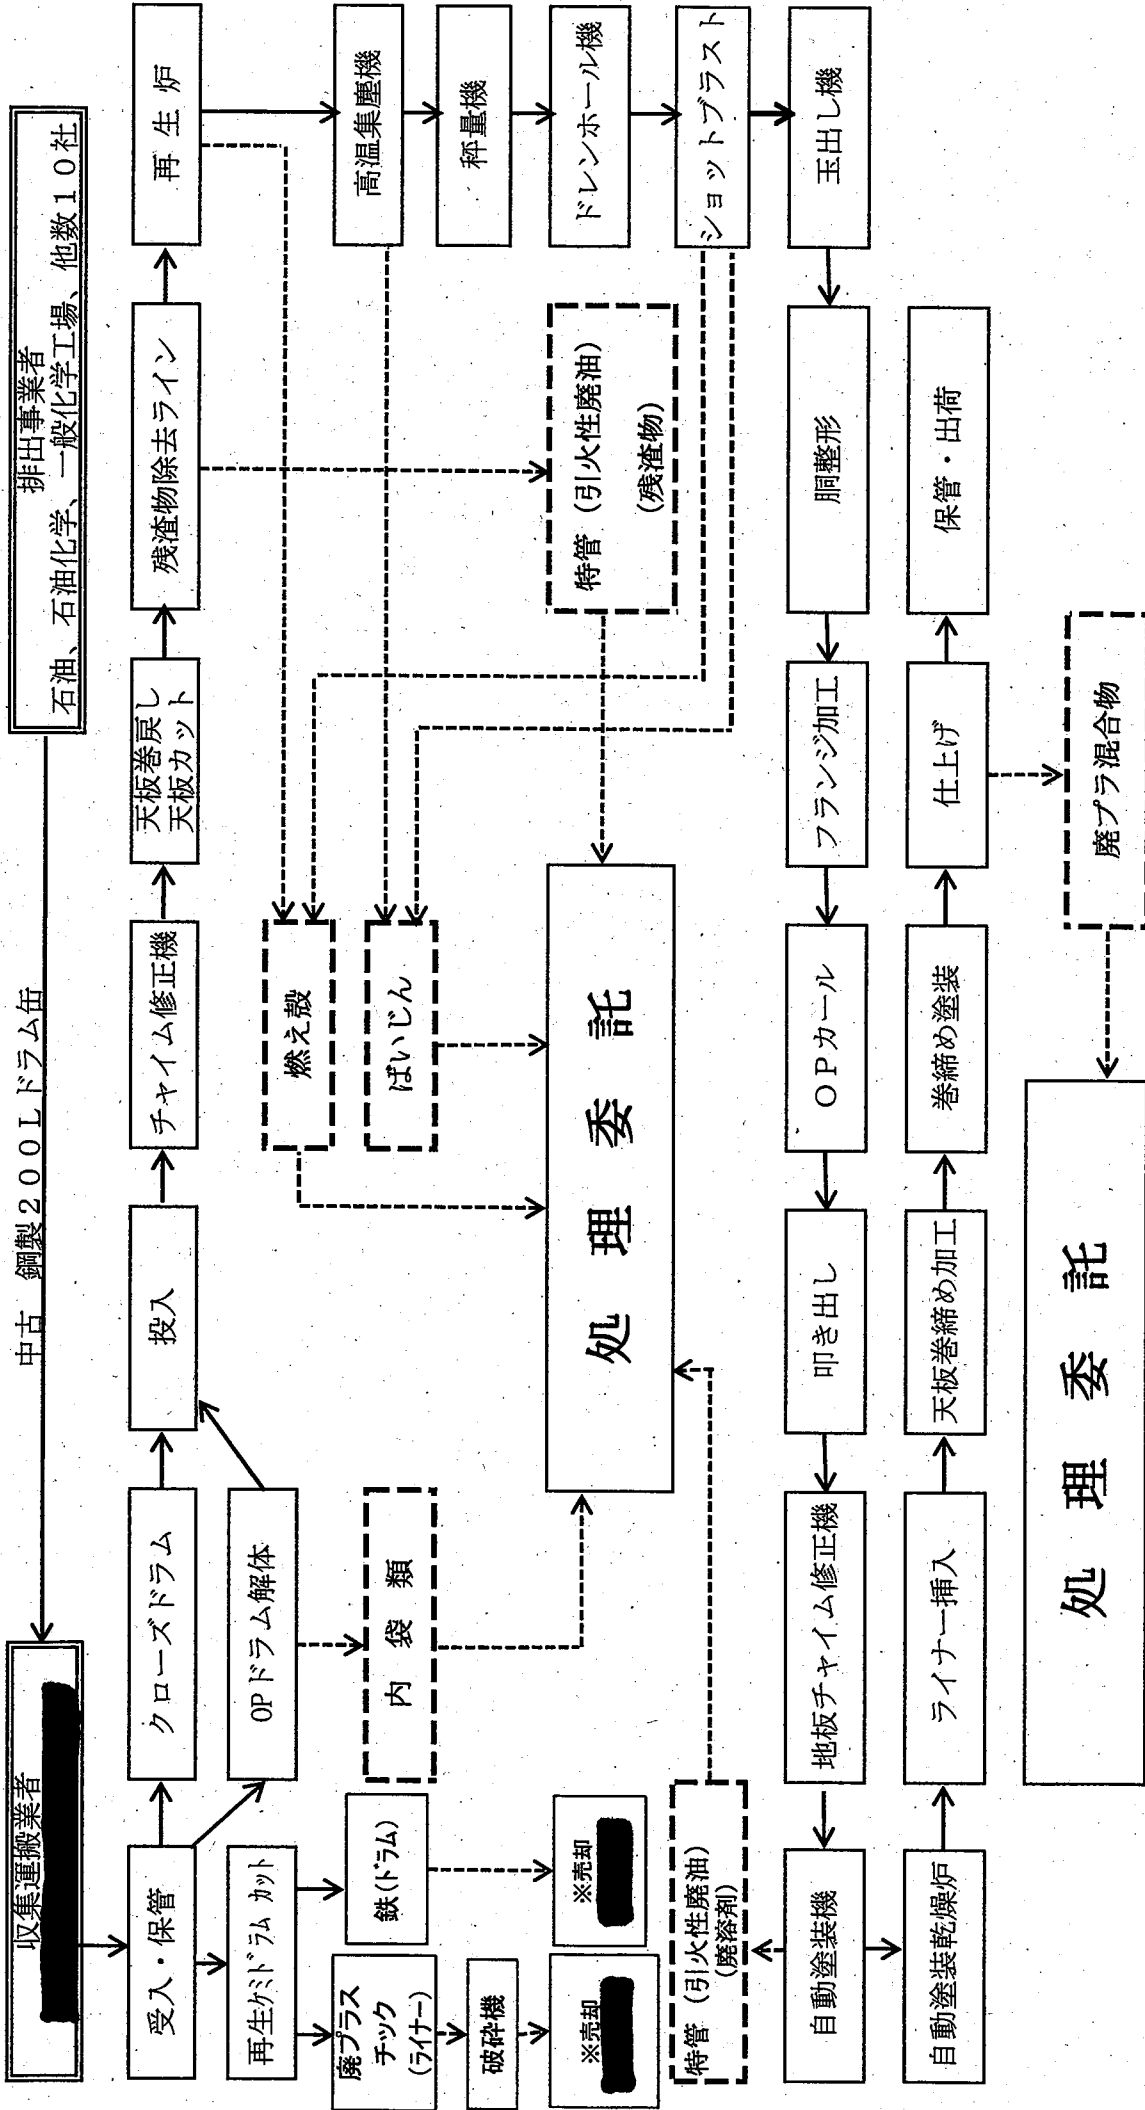 排出事業者
石油、石油化学、一般化学工場、他数１０社
中古　鋼製２００Ｌドラム缶
収集運搬業者
受入・保管
クローズドラム
投入
チャイム修正機
天板巻戻し
天板カット
残渣物除去ライン
再 生 炉
再生ｹﾐﾄﾞﾗﾑ ｶｯﾄ
OPドラム解体
鉄(ﾄﾞﾗﾑ)
廃プラス
チック
(ﾗｲﾅｰ)
破砕機
※売却
※売却
内 袋 類
燃え殻
ばいじん
高温集塵機
秤量機
ドレンホール機
ショットブラスト
玉出し機
特管（引火性廃油）
（残渣物）
処 理 委 託
特管（引火性廃油）
（廃溶剤）
胴整形
フランジ加工
ＯＰカール
叩き出し
地板チャイム修正機
自動塗装機
自動塗装乾燥炉
ライナー挿入
天板巻締め加工
巻締め塗装
仕上げ
保管・出荷
廃プラ混合物
処 理 委 託